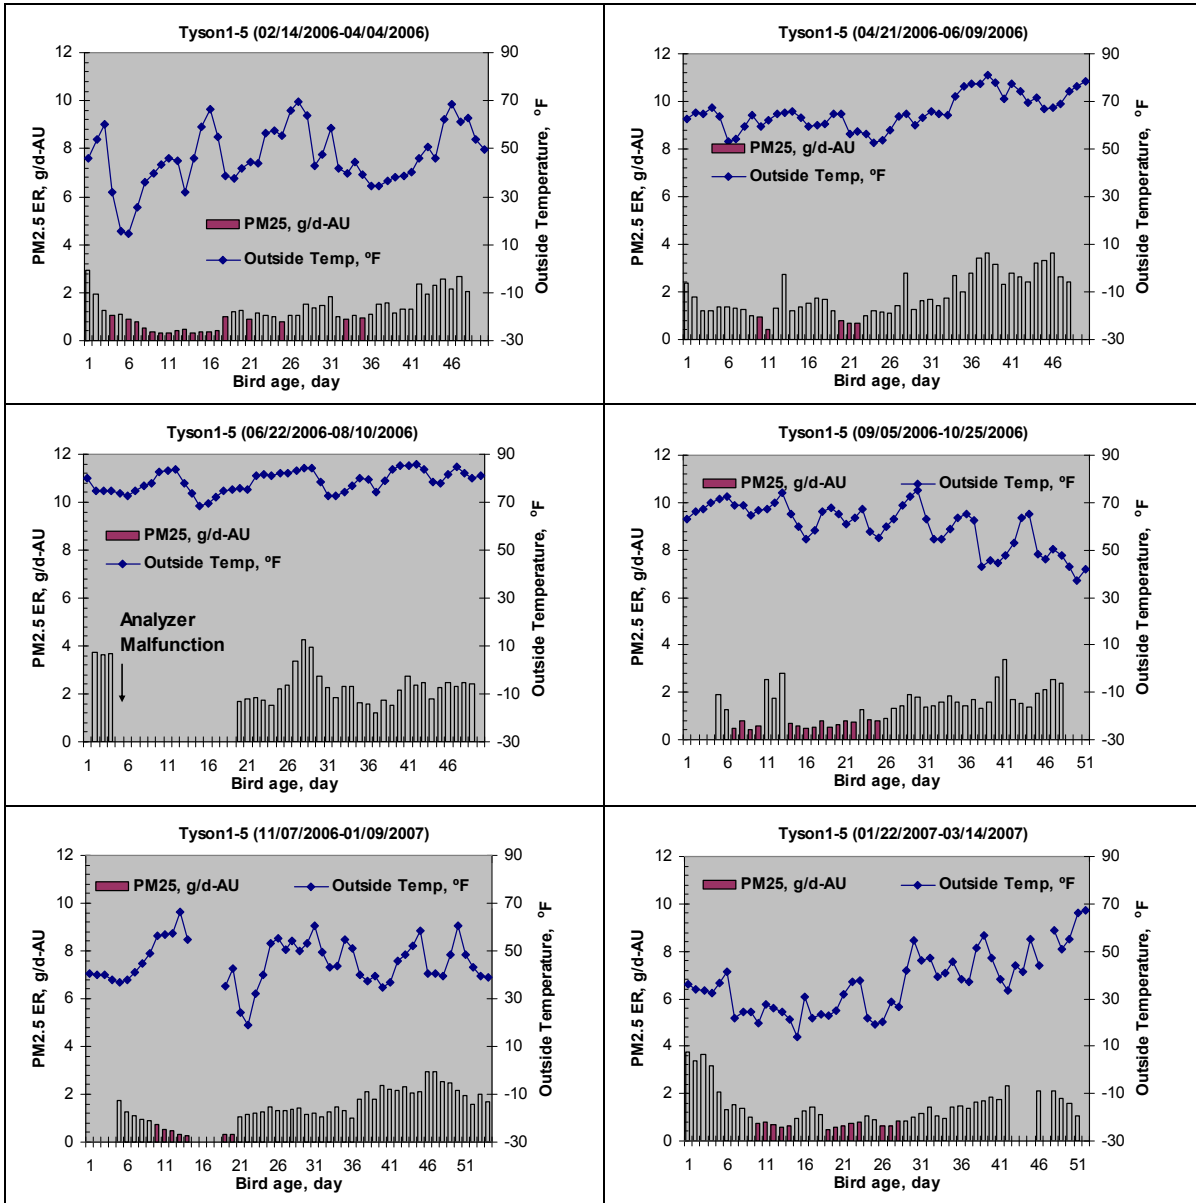 Tyson1-5 (02/14/2006-04/04/2006)
12
10
8
6
4
2
0
PM2.5 ER, g/d-AU
90
70
50
30
10
-10
-30
Outside Temperature, ºF
PM25, g/d-AU
Outside Temp, ºF
1 6 11 16 21 26 31 36 41 46
Bird age, day
Tyson1-5 (04/21/2006-06/09/2006)
12
10
8
6
4
2
0
PM2.5 ER, g/d-AU
90
70
50
30
10
-10
-30
Outside Temperature, ºF
PM25, g/d-AU
Outside Temp, ºF
1 6 11 16 21 26 31 36 41 46
Bird age, day
Tyson1-5 (06/22/2006-08/10/2006)
12
10
8
6
4
2
0
PM2.5 ER, g/d-AU
90
70
50
30
10
-10
-30
Outside Temperature, ºF
PM25, g/d-AU
Outside Temp, ºF
Analyzer
Malfunction
1 6 11 16 21 26 31 36 41 46
Bird age, day
Tyson1-5 (09/05/2006-10/25/2006)
12
10
8
6
4
2
0
PM2.5 ER, g/d-AU
90
70
50
30
10
-10
-30
Outside Temperature, ºF
PM25, g/d-AU Outside Temp, ºF
1 6 11 16 21 26 31 36 41 46 51
Bird age, day
Tyson1-5 (11/07/2006-01/09/2007)
12
10
8
6
4
2
0
PM2.5 ER, g/d-AU
90
70
50
30
10
-10
-30
Outside Temperature, ºF
PM25, g/d-AU Outside Temp, ºF
1 6 11 16 21 26 31 36 41 46 51
Bird age, day
Tyson1-5 (01/22/2007-03/14/2007)
12
10
8
6
4
2
0
PM2.5 ER, g/d-AU
90
70
50
30
10
-10
-30
Outside Temperature, ºF
PM25, g/d-AU Outside Temp, ºF
1 6 11 16 21 26 31 36 41 46 51
Bird age, day